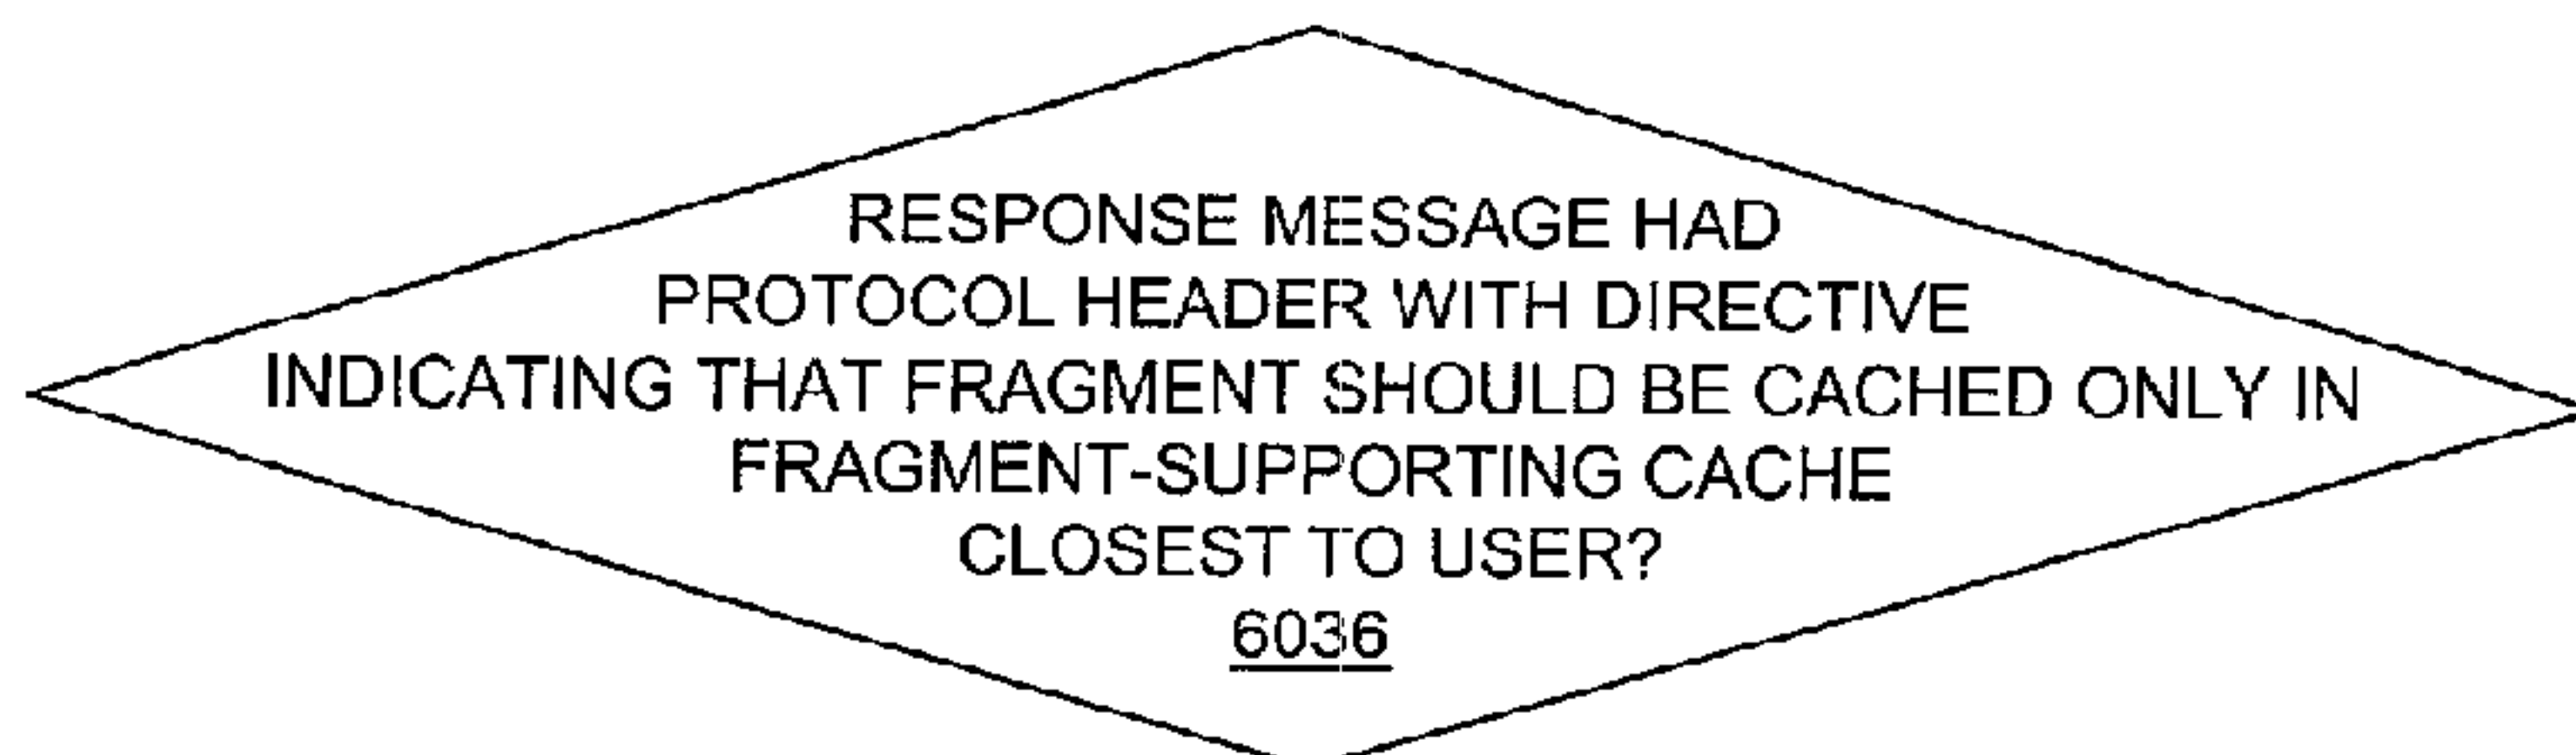 RESPONSE MESSAGE HAD
PROTOCOL HEADER WITH DIRECTIVE
INDICATING THAT FRAGMENT SHOULD BE CACHED ONLY IN
FRAGMENT-SUPPORTING CACHE
CLOSEST TO USER?
6036